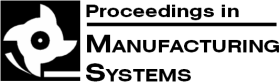 Proceedings in
MANUFACTURING
SYSTEMS